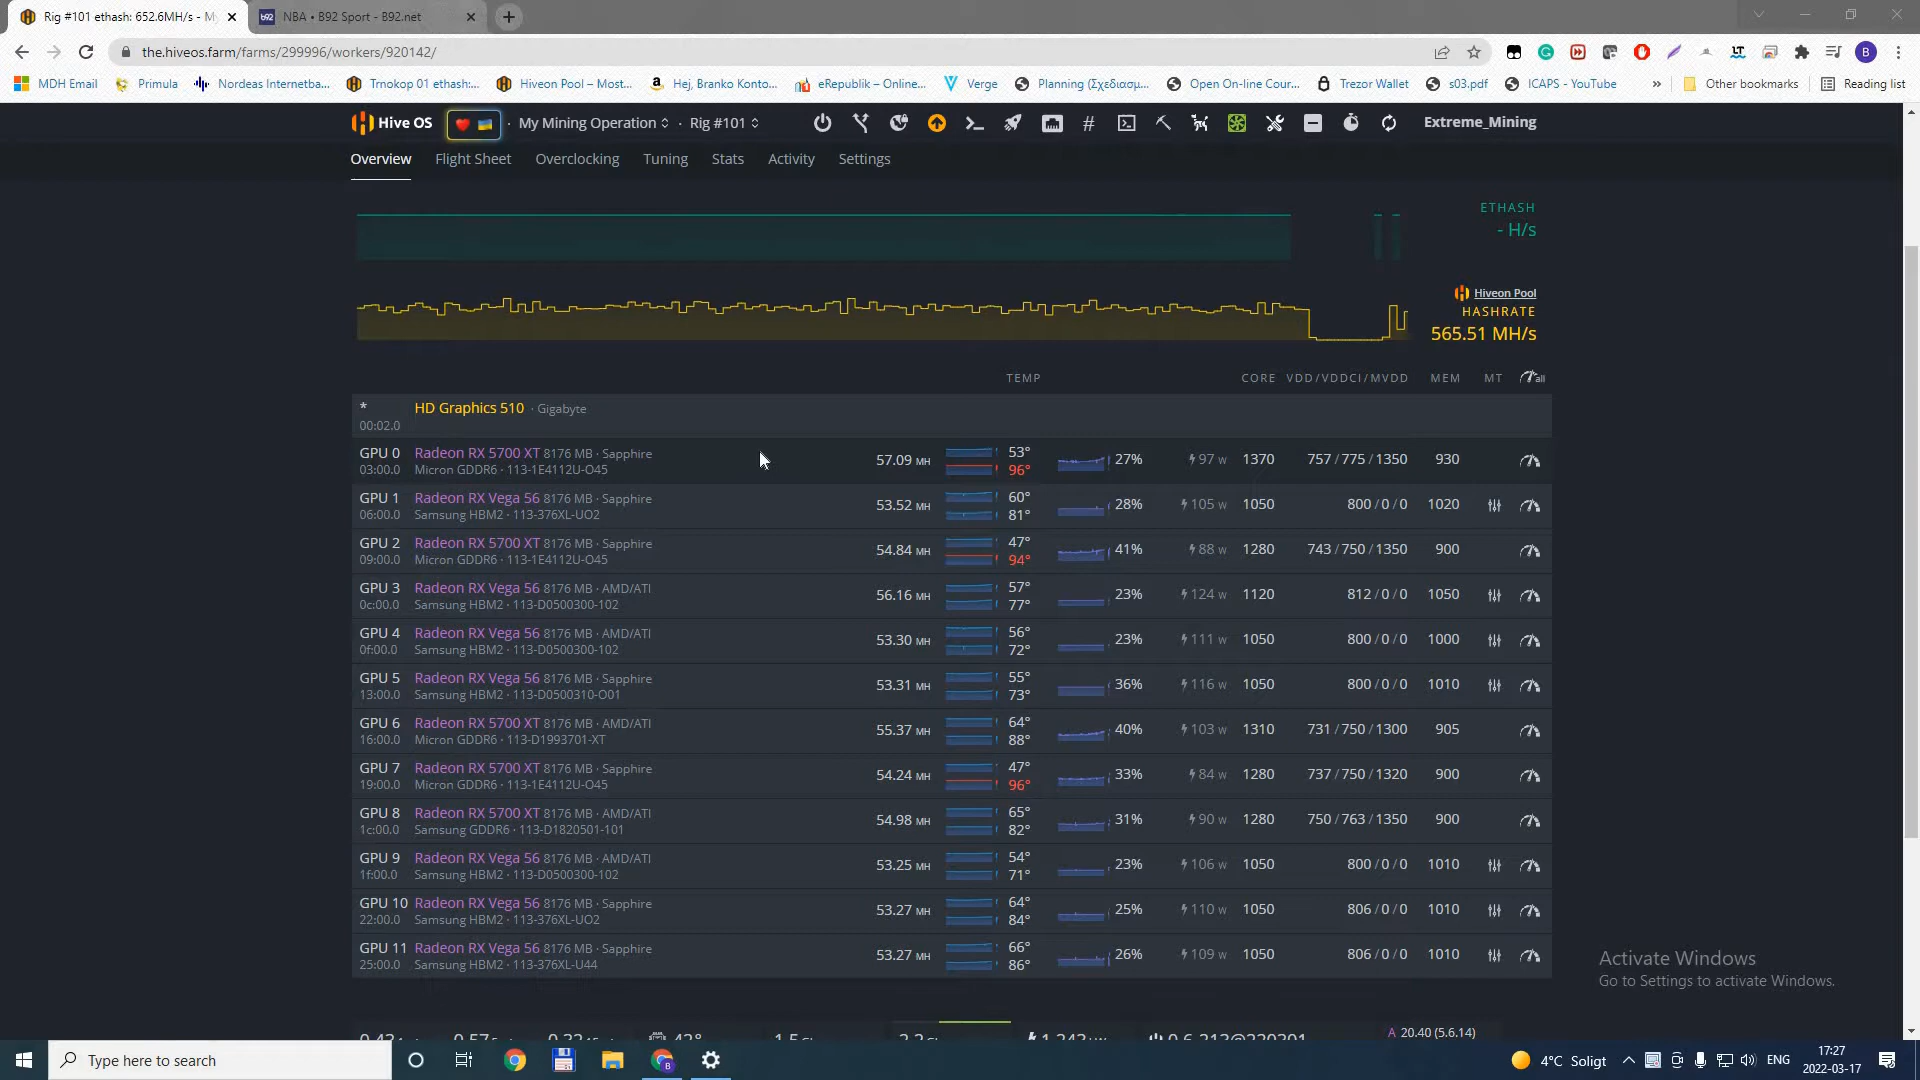 Rig #101 ethash: 652.6MH/s - My
NBA • B92 Sport - B92.net
the.hiveos.farm/farms/299996/workers/920142/
MDH Email
Primula
Nordeas Internetba...
Trnokop 01 ethash:...
Hiveon Pool – Most...
Hej, Branko Konto...
eRepublik – Online...
Verge
Planning (Σχεδιασμ...
Open On-line Cour...
Trezor Wallet
s03.pdf
ICAPS - YouTube
»
Other bookmarks
Reading list
Hive OS · My Mining Operation · Rig #101 Extreme_Mining
Overview Flight Sheet Overclocking Tuning Stats Activity Settings
ETHASH
- H/s
Hiveon Pool
HASHRATE
565.51 MH/s
TEMP CORE VDD/VDDCI/MVDD MEM MT all
* HD Graphics 510 · Gigabyte
00:02.0
GPU 0 Radeon RX 5700 XT 8176 MB · Sapphire 57.09 MH 53° 27% 97 W 1370 757/775/1350 930
03:00.0 Micron GDDR6 · 113-1E4112U-O45 96°
GPU 1 Radeon RX Vega 56 8176 MB · Sapphire 53.52 MH 60° 28% 105 W 1050 800/0/0 1020
06:00.0 Samsung HBM2 · 113-376XL-UO2 81°
GPU 2 Radeon RX 5700 XT 8176 MB · Sapphire 54.84 MH 47° 41% 88 W 1280 743/750/1350 900
09:00.0 Micron GDDR6 · 113-1E4112U-O45 94°
GPU 3 Radeon RX Vega 56 8176 MB · AMD/ATI 56.16 MH 57° 23% 124 W 1120 812/0/0 1050
0c:00.0 Samsung HBM2 · 113-D0500300-102 77°
GPU 4 Radeon RX Vega 56 8176 MB · AMD/ATI 53.30 MH 56° 23% 111 W 1050 800/0/0 1000
0f:00.0 Samsung HBM2 · 113-D0500300-102 72°
GPU 5 Radeon RX Vega 56 8176 MB · Sapphire 53.31 MH 55° 36% 116 W 1050 800/0/0 1010
13:00.0 Samsung HBM2 · 113-D0500310-O01 73°
GPU 6 Radeon RX 5700 XT 8176 MB · AMD/ATI 55.37 MH 64° 40% 103 W 1310 731/750/1300 905
16:00.0 Micron GDDR6 · 113-D1993701-XT 88°
GPU 7 Radeon RX 5700 XT 8176 MB · Sapphire 54.24 MH 47° 33% 84 W 1280 737/750/1320 900
19:00.0 Micron GDDR6 · 113-1E4112U-O45 96°
GPU 8 Radeon RX 5700 XT 8176 MB · AMD/ATI 54.98 MH 65° 31% 90 W 1280 750/763/1350 900
1c:00.0 Samsung GDDR6 · 113-D1820501-101 82°
GPU 9 Radeon RX Vega 56 8176 MB · AMD/ATI 53.25 MH 54° 23% 106 W 1050 800/0/0 1010
1f:00.0 Samsung HBM2 · 113-D0500300-102 71°
GPU 10 Radeon RX Vega 56 8176 MB · Sapphire 53.27 MH 64° 25% 110 W 1050 806/0/0 1010
22:00.0 Samsung HBM2 · 113-376XL-UO2 84°
GPU 11 Radeon RX Vega 56 8176 MB · Sapphire 53.27 MH 66° 26% 109 W 1050 806/0/0 1010
25:00.0 Samsung HBM2 · 113-376XL-U44 86°
Activate Windows
Go to Settings to activate Windows.
A 20.40 (5.6.14)
Type here to search
4°C Soligt
ENG
17:27
2022-03-17